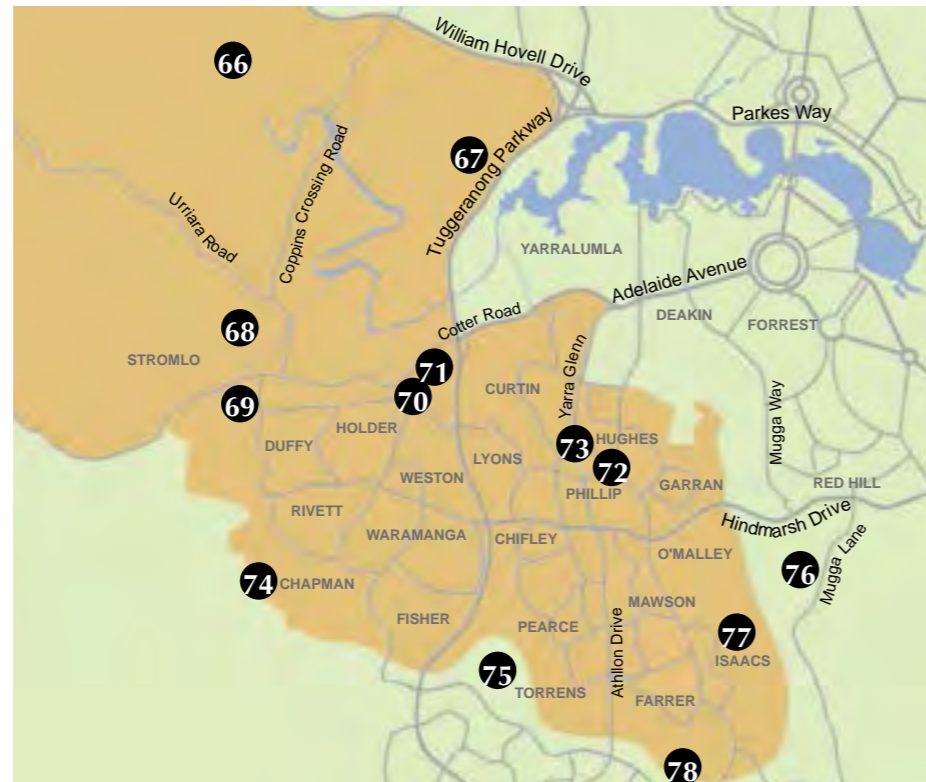 66
William Hovell Drive
Parkes Way
67
Tuggeranong Parkway
Coppins Crossing Road
Urriara Road
YARRALUMLA
Adelaide Avenue
DEAKIN
FORREST
68
STROMLO
Cotter Road
71
70
69
CURTIN
Yarra Glenn
Mugga Way
HOLDER
DUFFY
73
HUGHES
72
LYONS
WESTON
PHILLIP
GARRAN
RED HILL
RIVETT
Hindmarsh Drive
WARAMANGA
CHIFLEY
O'MALLEY
74
CHAPMAN
76
Mugga Lane
FISHER
PEARCE
MAWSON
77
ISAACS
Athllon Drive
75
TORRENS
FARRER
78